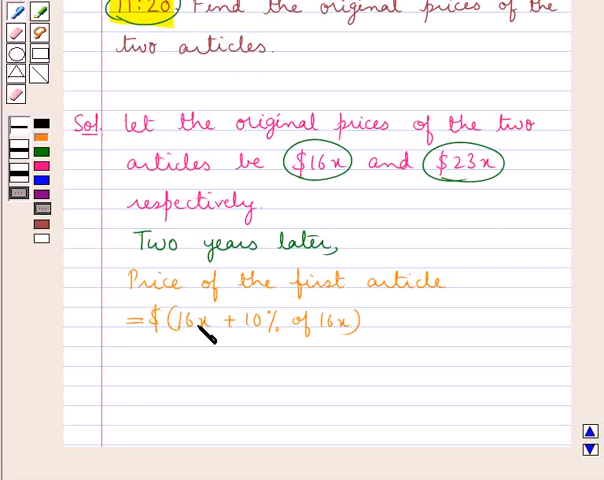 11:20 Find the original prices of the
two articles.
Sol. Let the original prices of the two
articles be $16x and $23x
respectively.
Two years later,
Price of the first article
= $(16x + 10% of 16x)